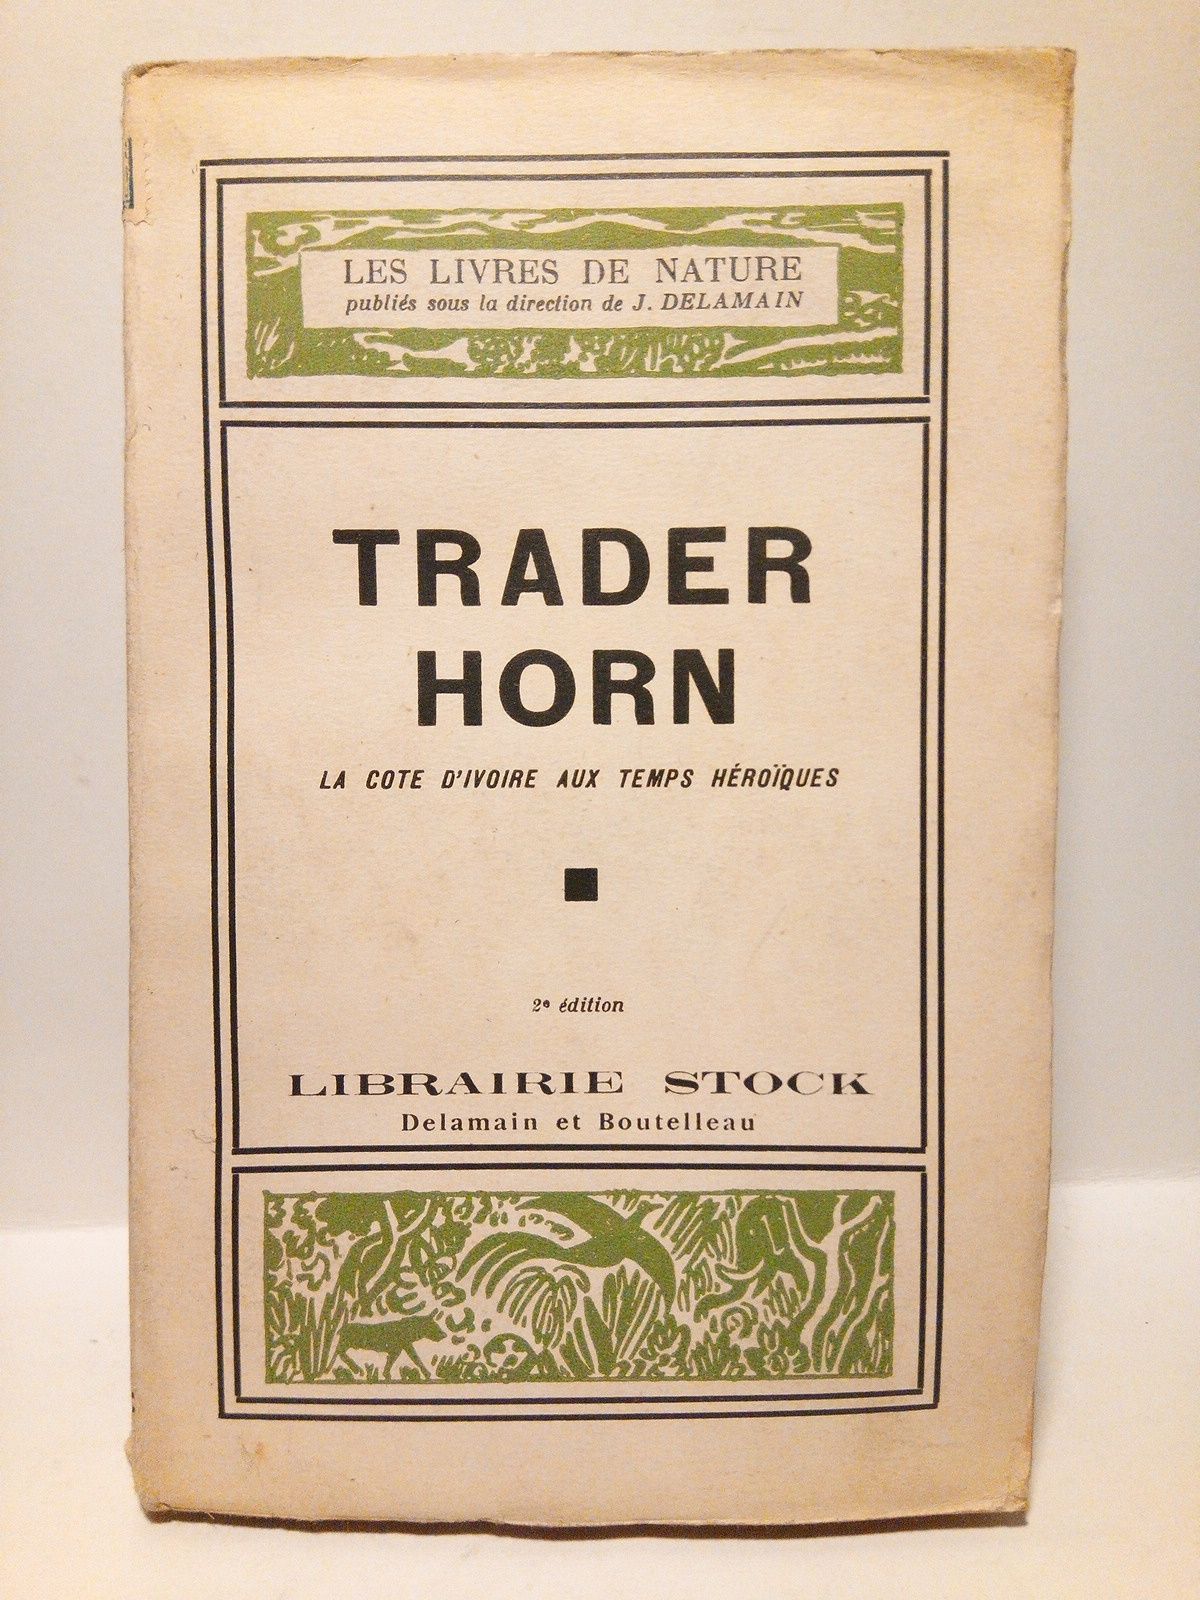 LES LIVRES DE NATURE
publiés sous la direction de J. DELAMAIN
TRADER
HORN
LA COTE D'IVOIRE AUX TEMPS HÉROÏQUES
2e édition
LIBRAIRIE STOCK
Delamain et Boutelleau